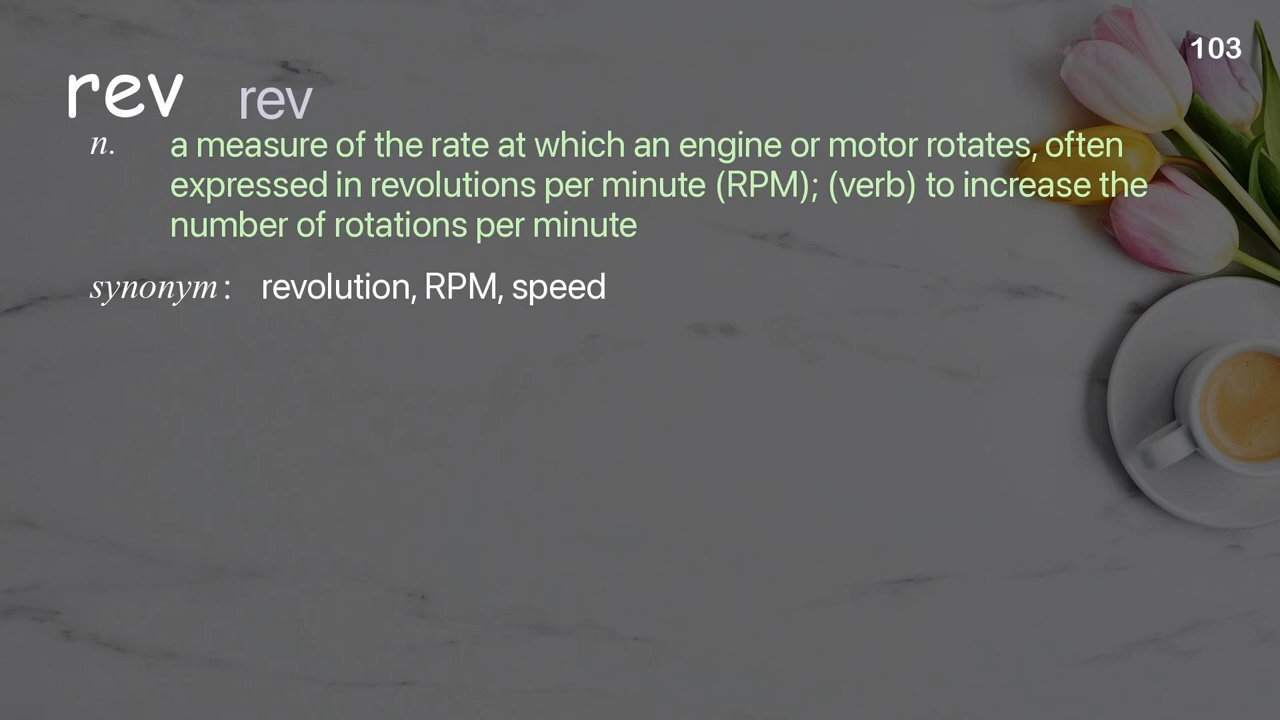 103
rev rev
n. a measure of the rate at which an engine or motor rotates, often
expressed in revolutions per minute (RPM); (verb) to increase the
number of rotations per minute
synonym: revolution, RPM, speed